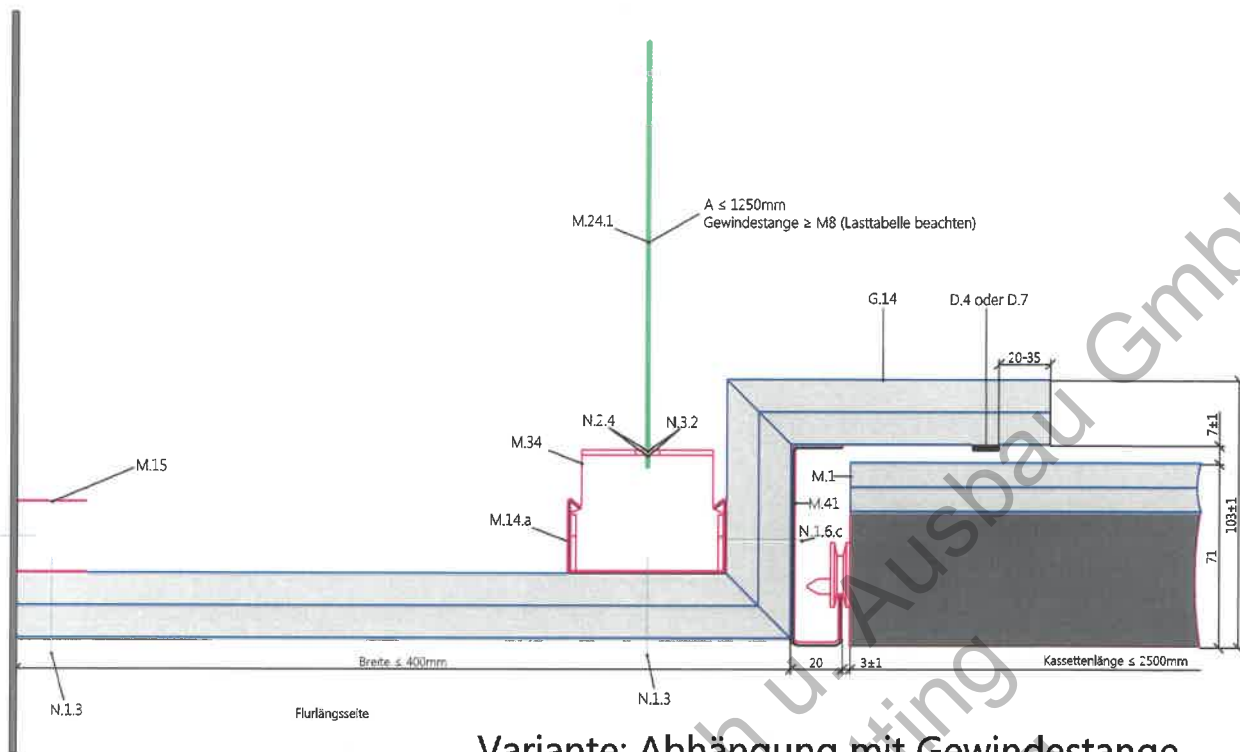 A ≤ 1250mm
M.24.1
Gewindestange ≥ M8 (Lasttabelle beachten)
G.14
D.4 oder D.7
20-35
N.2.4
N.3.2
M.34
7±1
M.15
M.1
M.41
M.14.a
N.1.6.c
103±1
71
Breite ≤ 400mm
20
3±1
Kassettenlänge ≤ 2500mm
N.1.3
N.1.3
Flurlängsseite
Variante: Abhängung mit Gewindestange
u. Ausbau GmbH